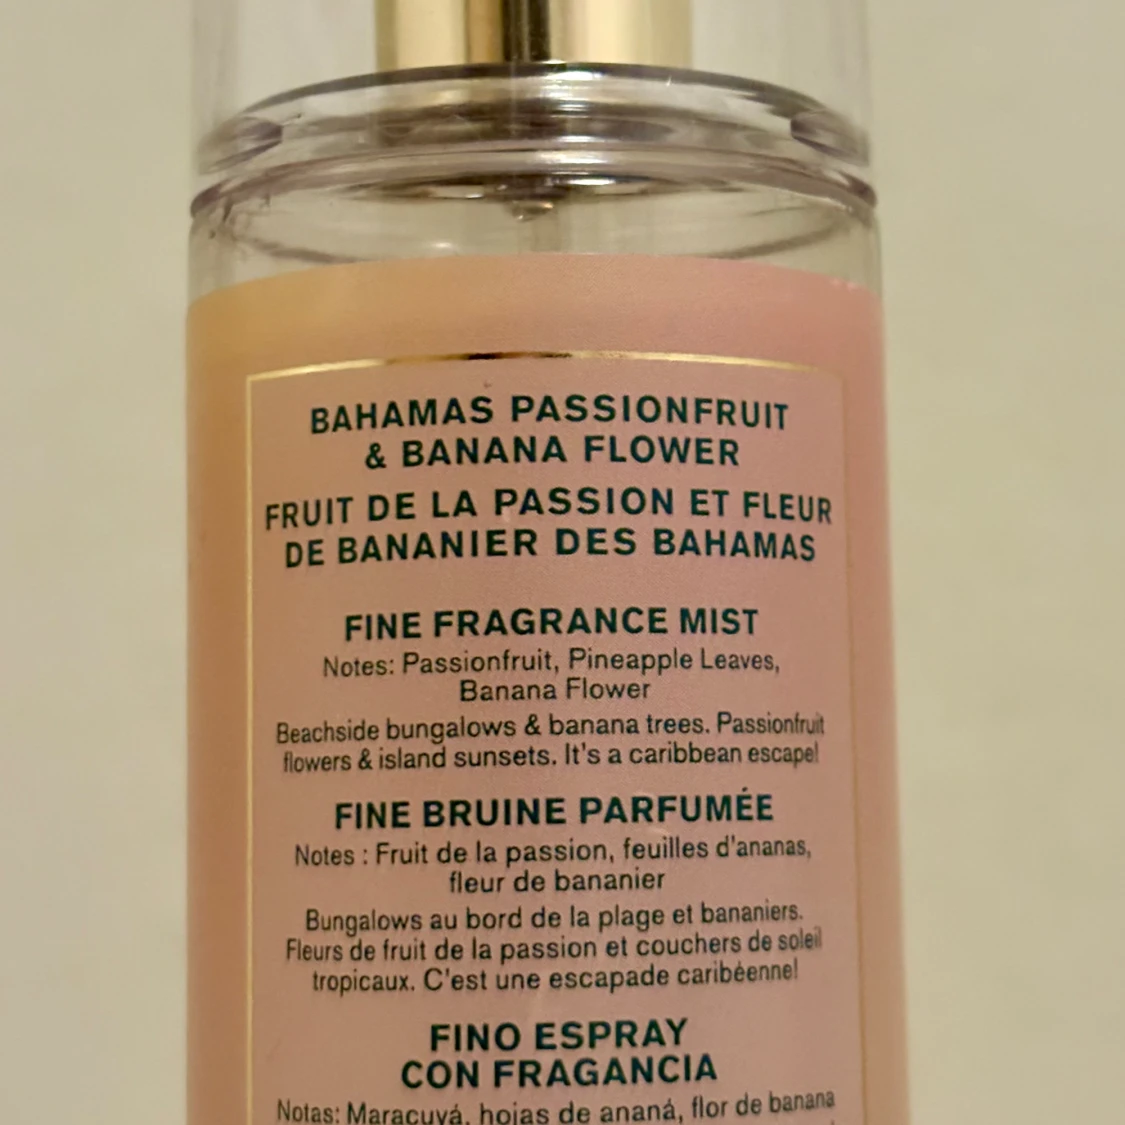 BAHAMAS PASSIONFRUIT
& BANANA FLOWER
FRUIT DE LA PASSION ET FLEUR
DE BANANIER DES BAHAMAS
FINE FRAGRANCE MIST
Notes: Passionfruit, Pineapple Leaves,
Banana Flower
Beachside bungalows & banana trees. Passionfruit
flowers & island sunsets. It's a caribbean escape!
FINE BRUINE PARFUMÉE
Notes : Fruit de la passion, feuilles d'ananas,
fleur de bananier
Bungalows au bord de la plage et bananiers.
Fleurs de fruit de la passion et couchers de soleil
tropicaux. C'est une escapade caribéenne!
FINO ESPRAY
CON FRAGANCIA
Notas: Maracuyá, hojas de ananá, flor de banana